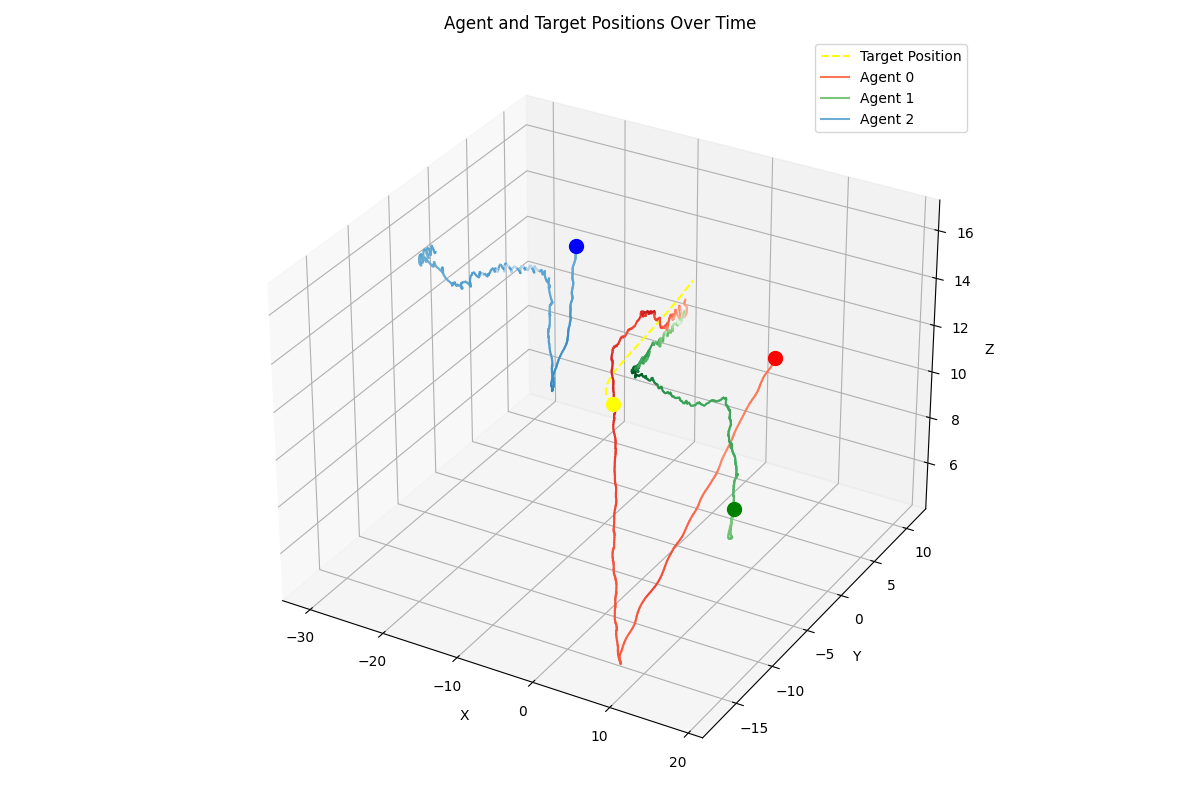 Agent and Target Positions Over Time
Target Position
Agent 0
Agent 1
Agent 2
16
14
12
10
8
6
Z
10
5
0
−5
−10
−15
Y
−30
−20
−10
0
10
20
X